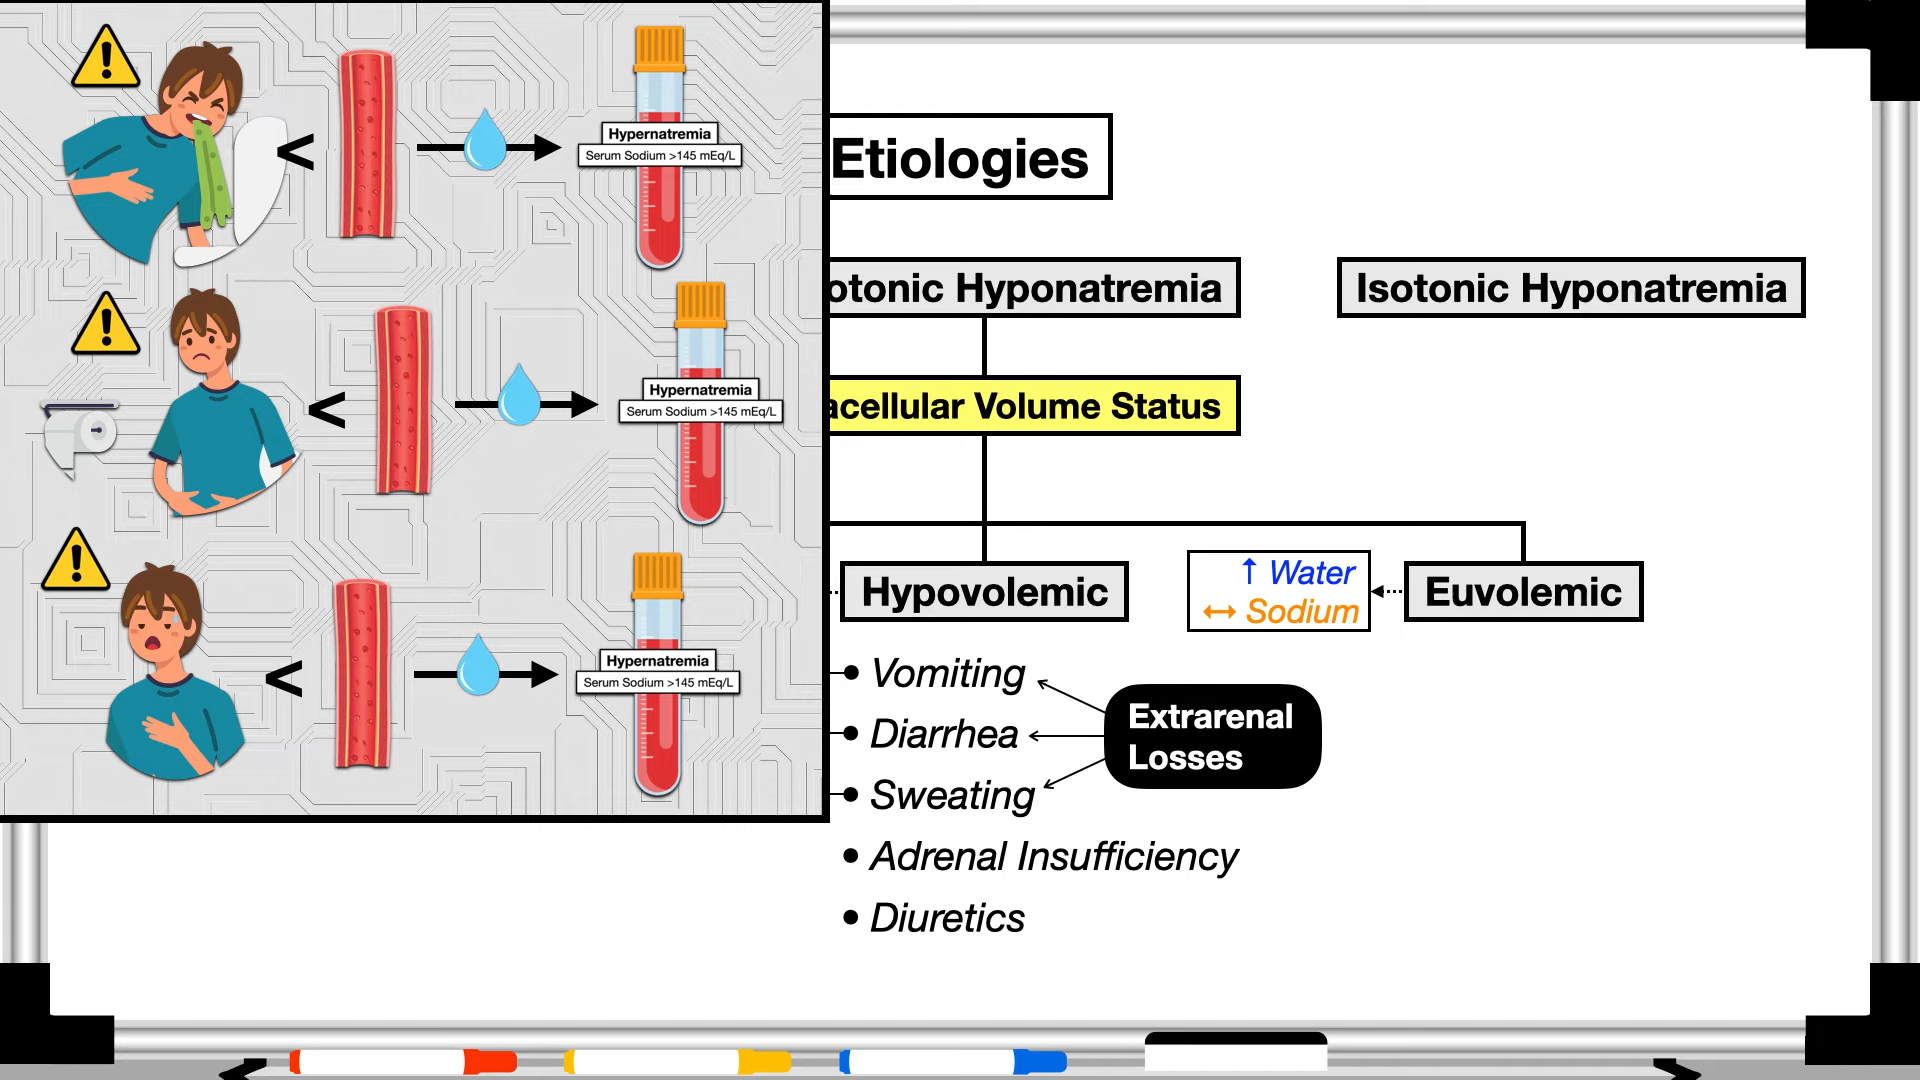 Hypernatremia
Serum Sodium >145 mEq/L
Hypernatremia
Serum Sodium >145 mEq/L
Hypernatremia
Serum Sodium >145 mEq/L
Etiologies
otonic Hyponatremia
Isotonic Hyponatremia
acellular Volume Status
Hypovolemic
↑ Water
↔ Sodium
Euvolemic
• Vomiting
• Diarrhea
• Sweating
• Adrenal Insufficiency
• Diuretics
Extrarenal
Losses